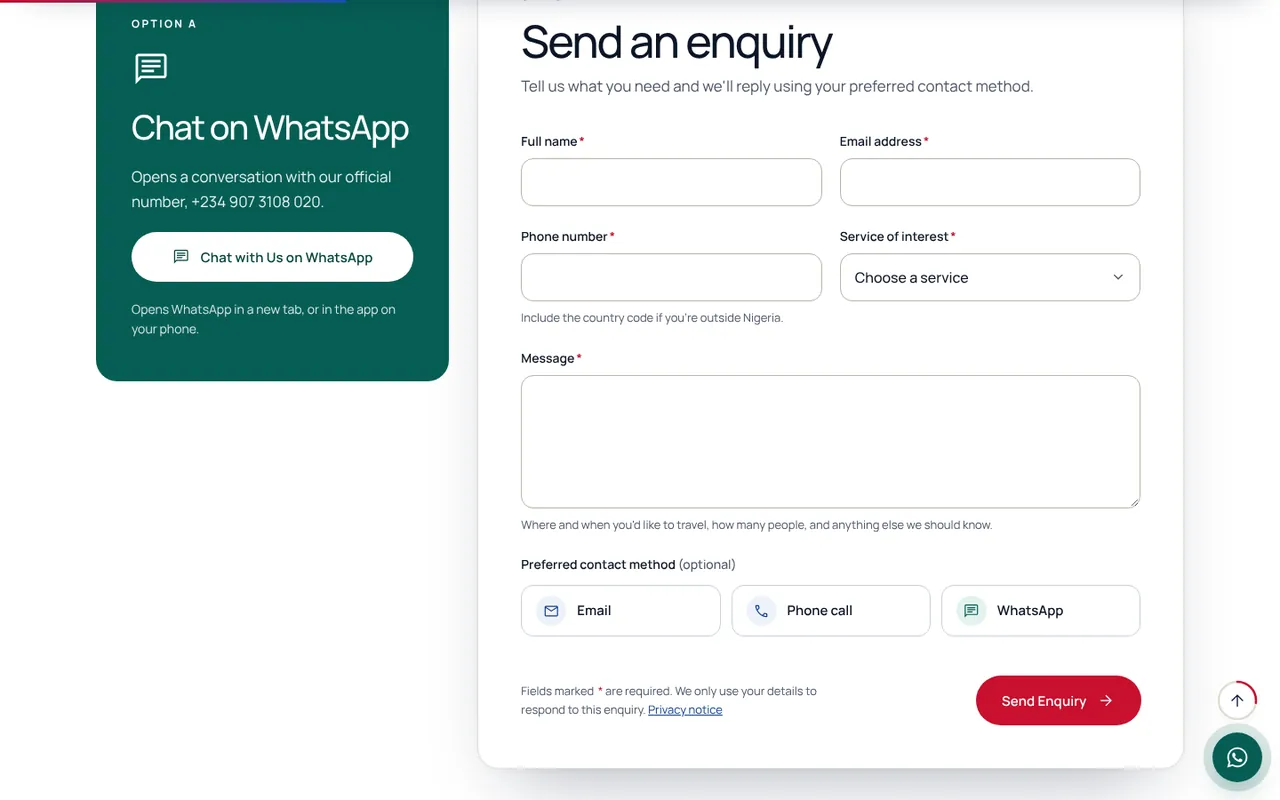 OPTION A
Chat on WhatsApp
Opens a conversation with our official
number, +234 907 3108 020.
Chat with Us on WhatsApp
Opens WhatsApp in a new tab, or in the app on
your phone.
Send an enquiry
Tell us what you need and we'll reply using your preferred contact method.
Full name *
Email address *
Phone number *
Service of interest *
Choose a service
Include the country code if you're outside Nigeria.
Message *
Where and when you'd like to travel, how many people, and anything else we should know.
Preferred contact method (optional)
Email
Phone call
WhatsApp
Fields marked * are required. We only use your details to
respond to this enquiry. Privacy notice
Send Enquiry